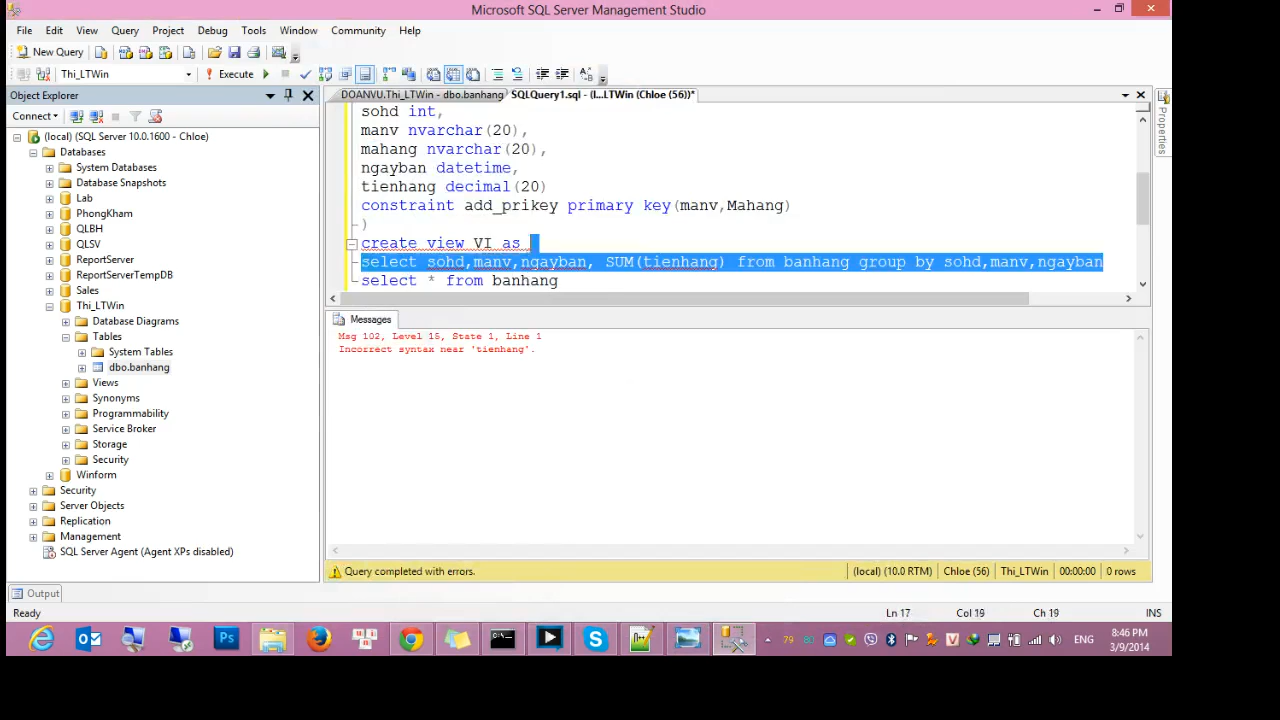 Microsoft SQL Server Management Studio
File Edit View Query Project Debug Tools Window Community Help
New Query
Thi_LTWin Execute
Object Explorer
DOANVU.Thi_LTWin - dbo.banhang SQLQuery1.sql - (l...LTWin (Chloe (56))*
Connect
(local) (SQL Server 10.0.1600 - Chloe)
Databases
System Databases
Database Snapshots
Lab
PhongKham
QLBH
QLSV
ReportServer
ReportServerTempDB
Sales
Thi_LTWin
Database Diagrams
Tables
System Tables
dbo.banhang
Views
Synonyms
Programmability
Service Broker
Storage
Security
Winform
Security
Server Objects
Replication
Management
SQL Server Agent (Agent XPs disabled)
sohd int,
manv nvarchar(20),
mahang nvarchar(20),
ngayban datetime,
tienhang decimal(20)
constraint add_prikey primary key(manv,Mahang)
)
create view VI as
select sohd,manv,ngayban, SUM(tienhang) from banhang group by sohd,manv,ngayban
select * from banhang
Properties
Messages
Msg 102, Level 15, State 1, Line 1
Incorrect syntax near 'tienhang'.
Query completed with errors. (local) (10.0 RTM) Chloe (56) Thi_LTWin 00:00:00 0 rows
Output
Ready Ln 17 Col 19 Ch 19 INS
Ps 79 80 V ENG
8:46 PM
3/9/2014